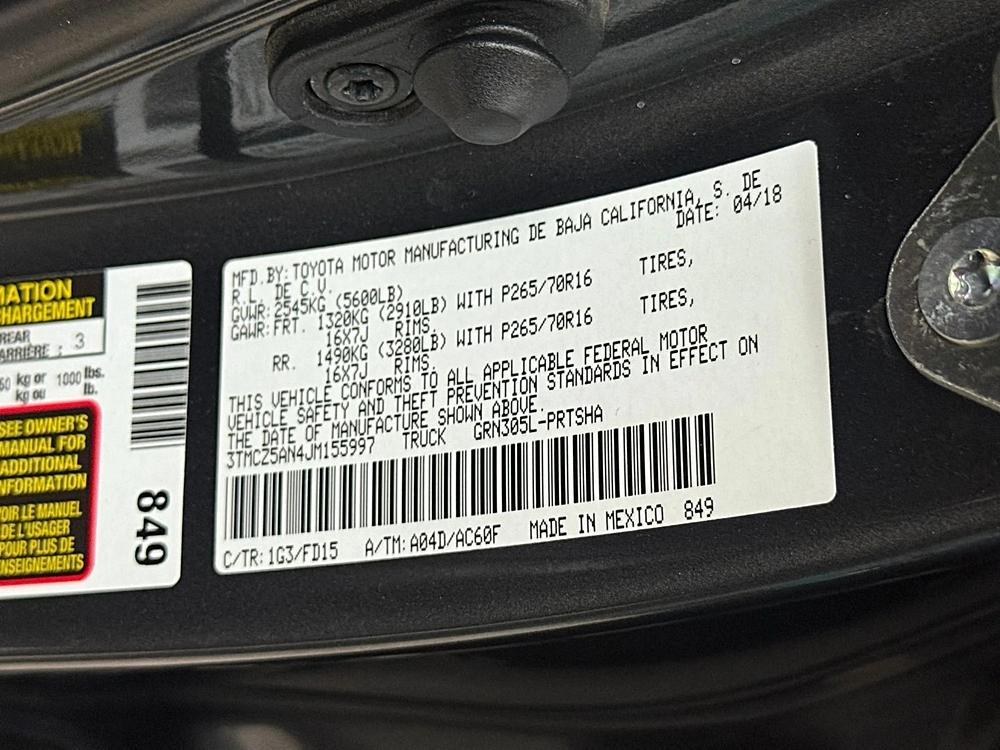 MATION
CHARGEMENT
REAR
ARRIÈRE : 3
kg or 1000 lbs.
kg ou lb.
SEE OWNER'S
MANUAL FOR
ADDITIONAL
NFORMATION
OIR LE MANUEL
DE L'USAGER
POUR PLUS DE
NSEIGNEMENTS
849
MFD.BY:TOYOTA MOTOR MANUFACTURING DE BAJA CALIFORNIA, S. DE
R.L. DE C.V. DATE: 04/18
GVWR: 2545KG (5600LB)
GAWR:FRT. 1320KG (2910LB) WITH P265/70R16 TIRES,
16X7J RIMS.
RR. 1490KG (3280LB) WITH P265/70R16 TIRES,
16X7J RIMS.
THIS VEHICLE CONFORMS TO ALL APPLICABLE FEDERAL MOTOR
VEHICLE SAFETY AND THEFT PREVENTION STANDARDS IN EFFECT ON
THE DATE OF MANUFACTURE SHOWN ABOVE.
3TMCZ5AN4JM155997 TRUCK GRN305L-PRTSHA
C/TR:1G3/FD15 A/TM:A04D/AC60F MADE IN MEXICO 849